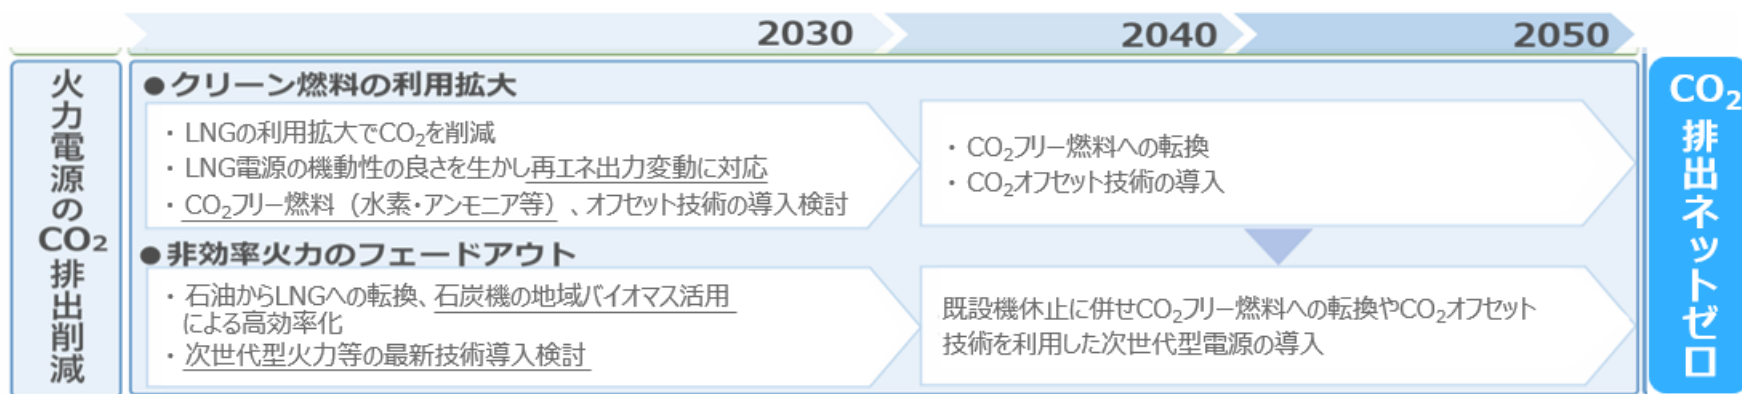 2030
2040
2050
火力電源のCO₂排出削減
●クリーン燃料の利用拡大
・LNGの利用拡大でCO₂を削減
・LNG電源の機動性の良さを生かし再エネ出力変動に対応
・CO₂フリー燃料（水素・アンモニア等）、オフセット技術の導入検討
・CO₂フリー燃料への転換
・CO₂オフセット技術の導入
●非効率火力のフェードアウト
・石油からLNGへの転換、石炭機の地域バイオマス活用
による高効率化
・次世代型火力等の最新技術導入検討
既設機休止に併せCO₂フリー燃料への転換やCO₂オフセット
技術を利用した次世代型電源の導入
CO₂排出ネットゼロ